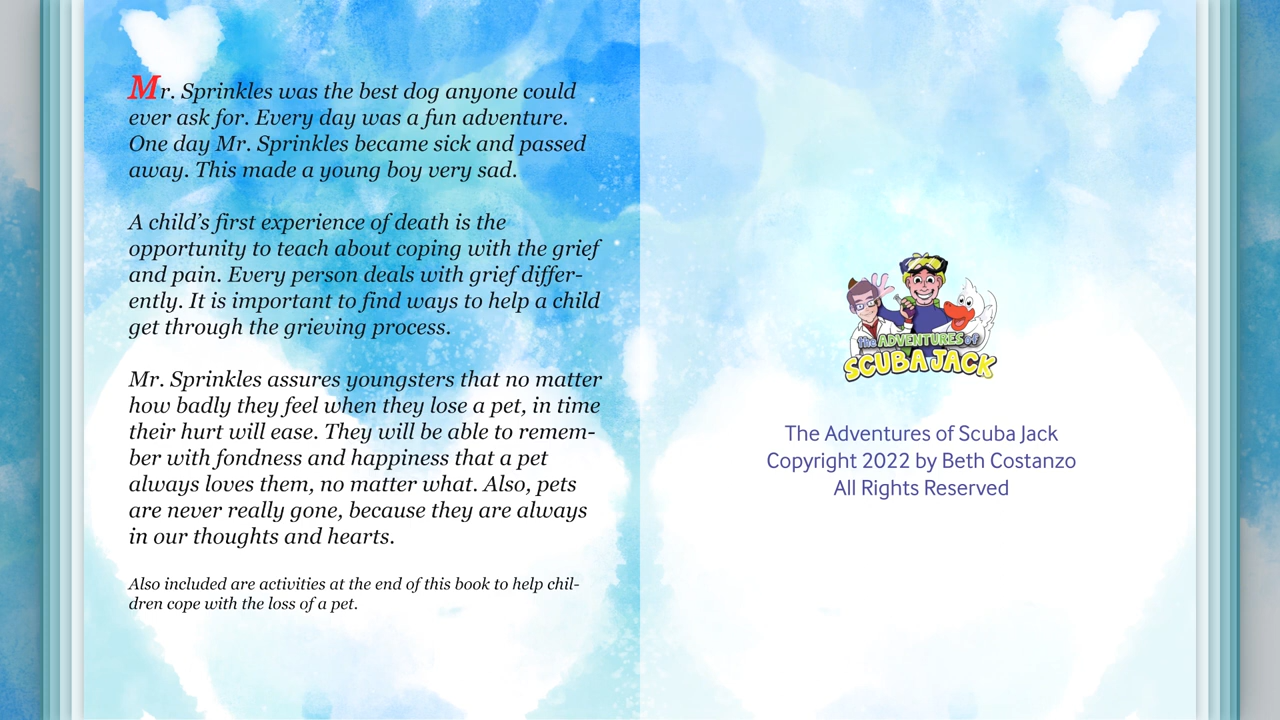 Mr. Sprinkles was the best dog anyone could
ever ask for. Every day was a fun adventure.
One day Mr. Sprinkles became sick and passed
away. This made a young boy very sad.
A child’s first experience of death is the
opportunity to teach about coping with the grief
and pain. Every person deals with grief differ-
ently. It is important to find ways to help a child
get through the grieving process.
Mr. Sprinkles assures youngsters that no matter
how badly they feel when they lose a pet, in time
their hurt will ease. They will be able to remem-
ber with fondness and happiness that a pet
always loves them, no matter what. Also, pets
are never really gone, because they are always
in our thoughts and hearts.
Also included are activities at the end of this book to help chil-
dren cope with the loss of a pet.
the ADVENTURES of
SCUBA JACK
The Adventures of Scuba Jack
Copyright 2022 by Beth Costanzo
All Rights Reserved